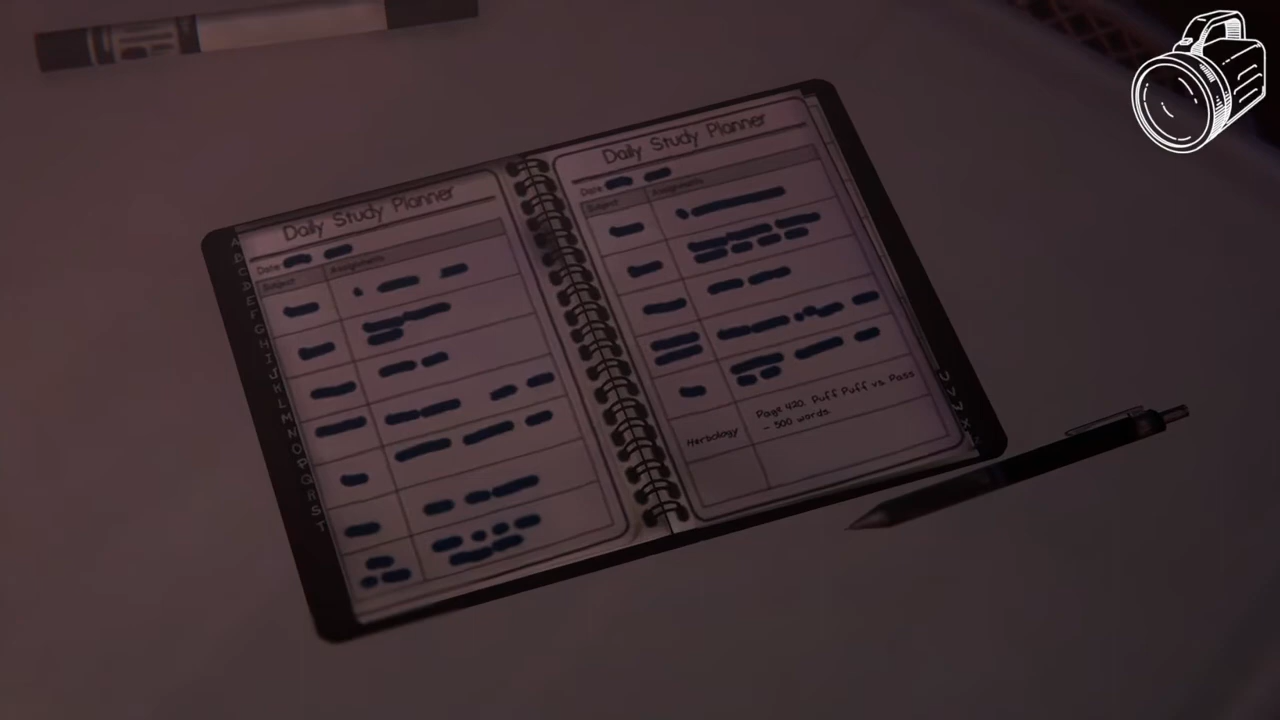 Daily Study Planner
Date
Subject Assignments
A
B
C
D
E
F
G
H
I
J
K
L
M
N
O
P
Q
R
S
T
Daily Study Planner
Date
Subject Assignments
Herbology
Page 420. Puff Puff vs Pass
- 500 words
U
V